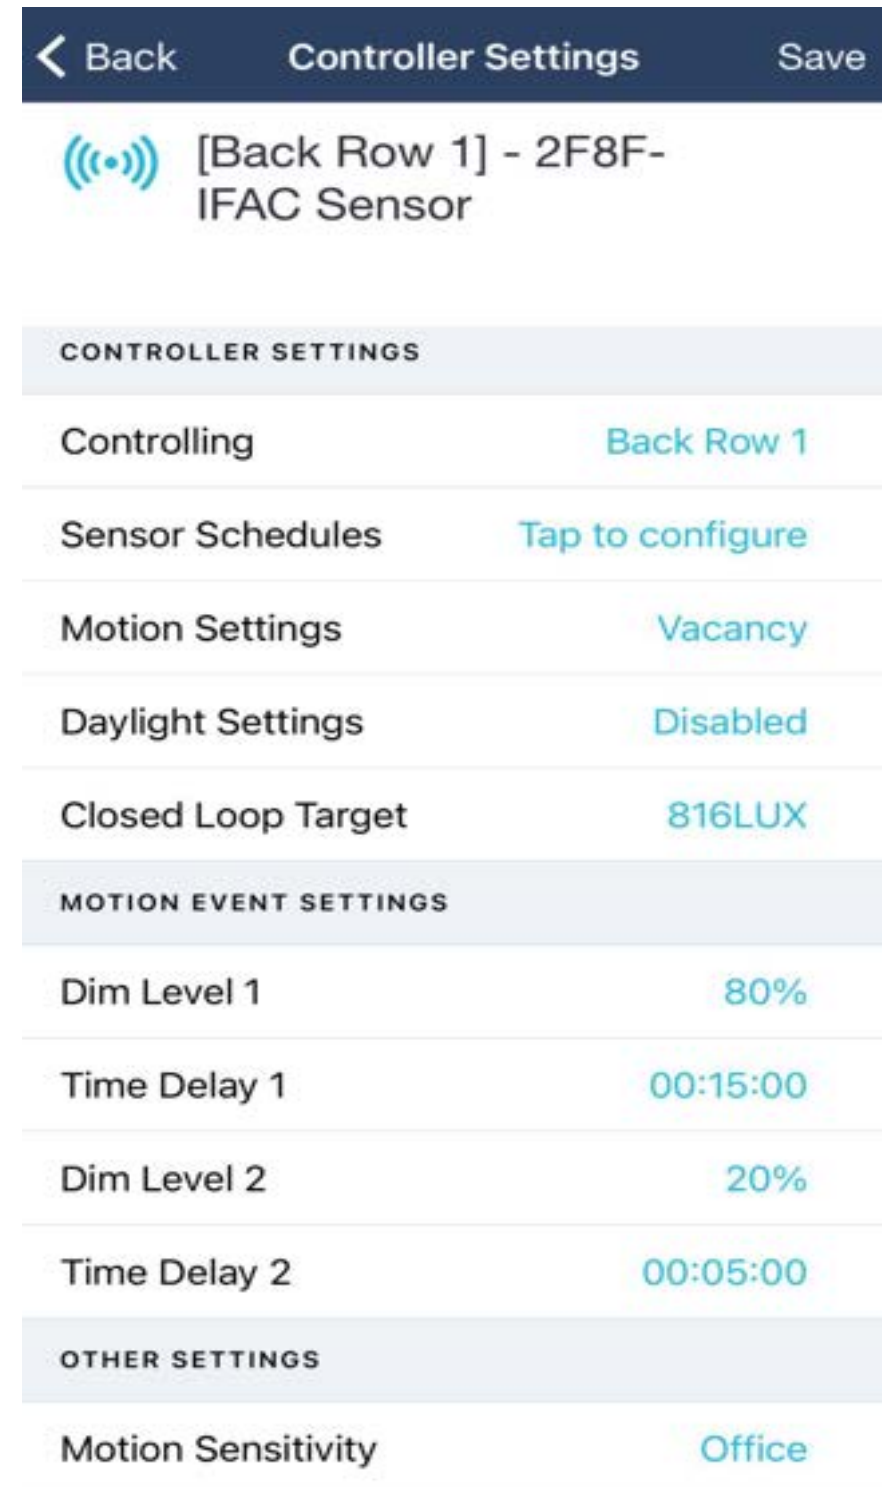 Back Controller Settings Save
[Back Row 1] - 2F8F-
IFAC Sensor
CONTROLLER SETTINGS
Controlling Back Row 1
Sensor Schedules Tap to configure
Motion Settings Vacancy
Daylight Settings Disabled
Closed Loop Target 816LUX
MOTION EVENT SETTINGS
Dim Level 1 80%
Time Delay 1 00:15:00
Dim Level 2 20%
Time Delay 2 00:05:00
OTHER SETTINGS
Motion Sensitivity Office